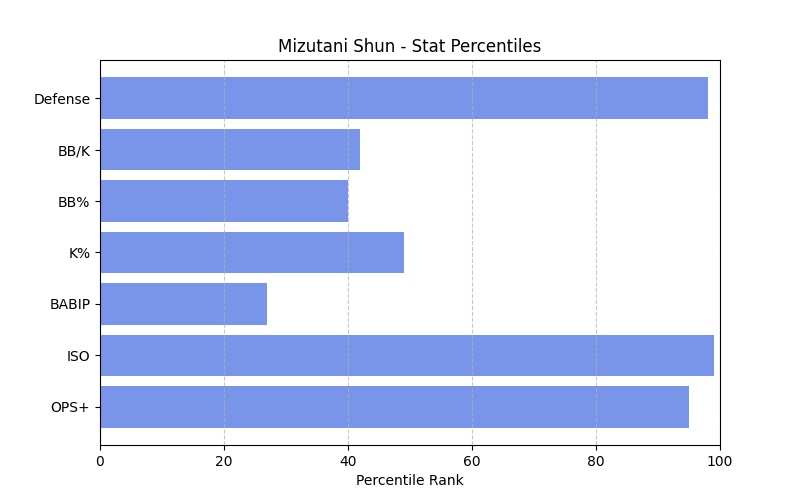 Mizutani Shun - Stat Percentiles
Defense
BB/K
BB%
K%
BABIP
ISO
OPS+
0 20 40 60 80 100
Percentile Rank